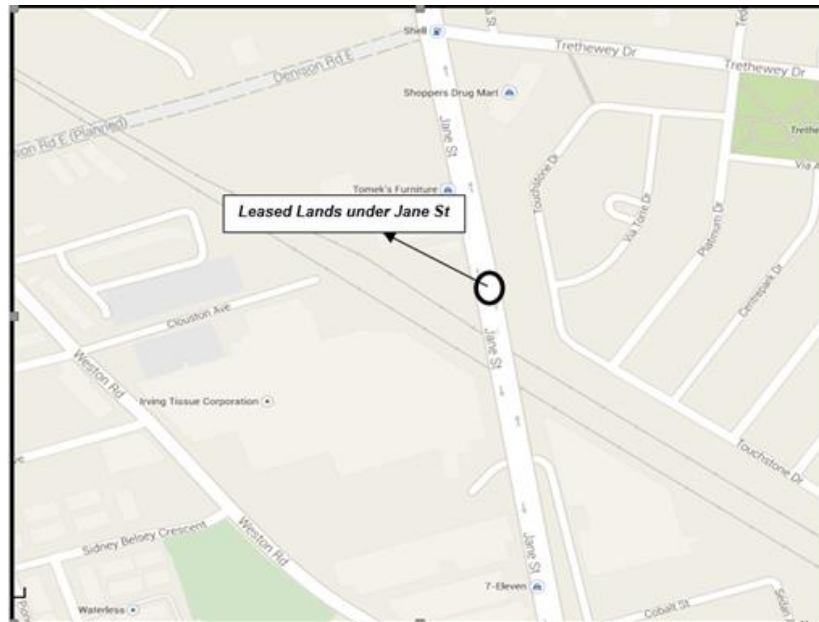 Shell
Trethewey Dr
Trethewey Dr
Denison Rd E
Shoppers Drug Mart
Jane St
Rd E (Planned)
Tomek's Furniture
Touchstone Dr
Via Tone Dr
Platinum Dr
Leased Lands under Jane St
Centrepark Dr
Clouston Ave
Jane St
Weston Rd
Irving Tissue Corporation
Touchstone Dr
Sidney Belsey Crescent
Weston Rd
Jane St
7-Eleven
Waterless
Cobalt St